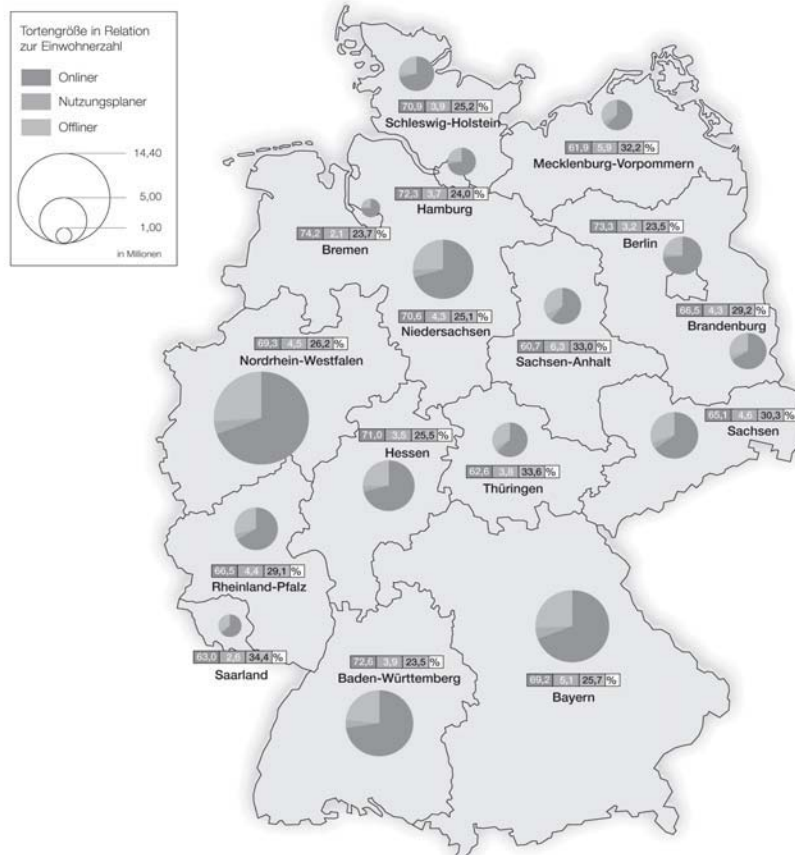 Tortengröße in Relation
zur Einwohnerzahl
Onliner
Nutzungsplaner
Offliner
14,40
5,00
1,00
in Millionen
70,9 3,9 25,2 %
Schleswig-Holstein
61,9 5,9 32,2 %
Mecklenburg-Vorpommern
72,3 3,7 24,0 %
Hamburg
74,2 2,1 23,7 %
Bremen
73,3 3,2 23,5 %
Berlin
70,6 4,3 25,1 %
Niedersachsen
66,5 4,3 29,2 %
Brandenburg
60,7 6,3 33,0 %
Sachsen-Anhalt
69,3 4,5 26,2 %
Nordrhein-Westfalen
65,1 4,6 30,3 %
Sachsen
71,0 3,5 25,5 %
Hessen
62,6 3,8 33,6 %
Thüringen
66,5 4,4 29,1 %
Rheinland-Pfalz
63,0 2,6 34,4 %
Saarland
72,6 3,9 23,5 %
Baden-Württemberg
69,2 5,1 25,7 %
Bayern